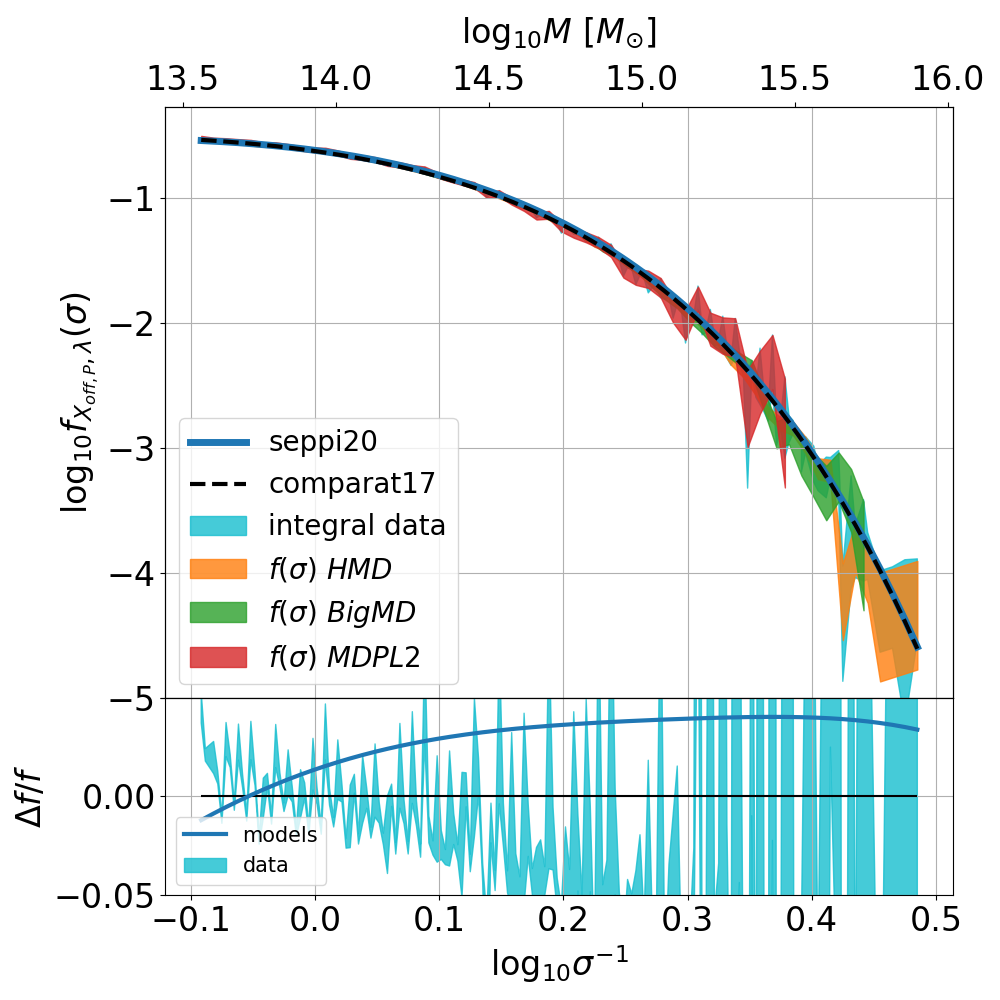 log₁₀M [M⊙]
13.5 14.0 14.5 15.0 15.5 16.0
log₁₀f_{X_{off,P},λ}(σ)
−1
−2
−3
−4
−5
seppi20
comparat17
integral data
f(σ) HMD
f(σ) BigMD
f(σ) MDPL2
Δf/f
0.00
−0.05
models
data
−0.1 0.0 0.1 0.2 0.3 0.4 0.5
log₁₀σ⁻¹